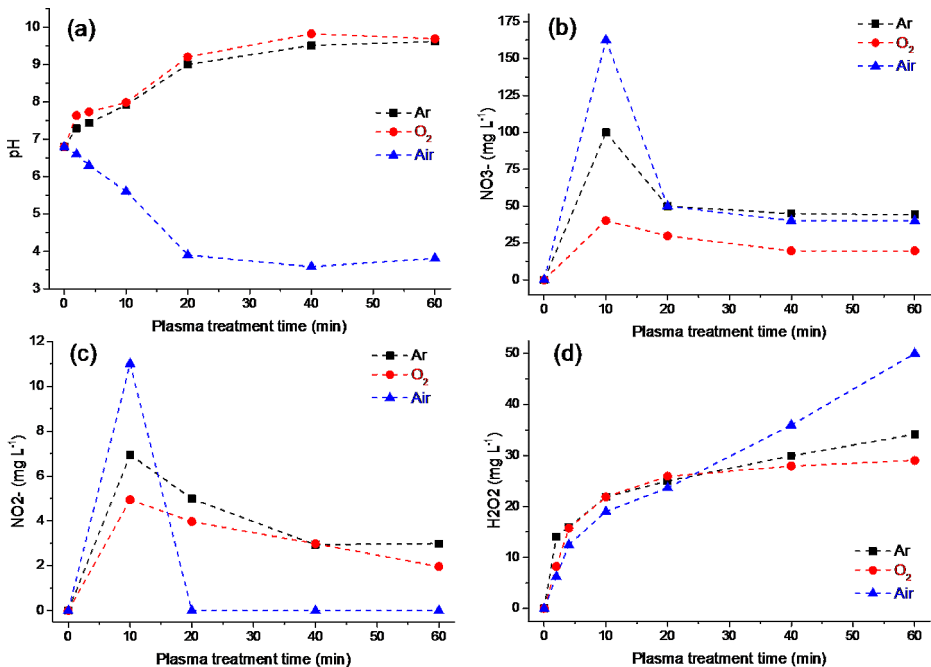 (a)
10
9
8
7
6
5
4
3
pH
Ar
O₂
Air
0 10 20 30 40 50 60
Plasma treatment time (min)
(b)
175
150
125
100
75
50
25
0
NO3- (mg L⁻¹)
Ar
O₂
Air
0 10 20 30 40 50 60
Plasma treatment time (min)
(c)
12
10
8
6
4
2
0
NO2- (mg L⁻¹)
Ar
O₂
Air
0 10 20 30 40 50 60
Plasma treatment time (min)
(d)
50
40
30
20
10
0
H2O2 (mg L⁻¹)
Ar
O₂
Air
0 10 20 30 40 50 60
Plasma treatment time (min)